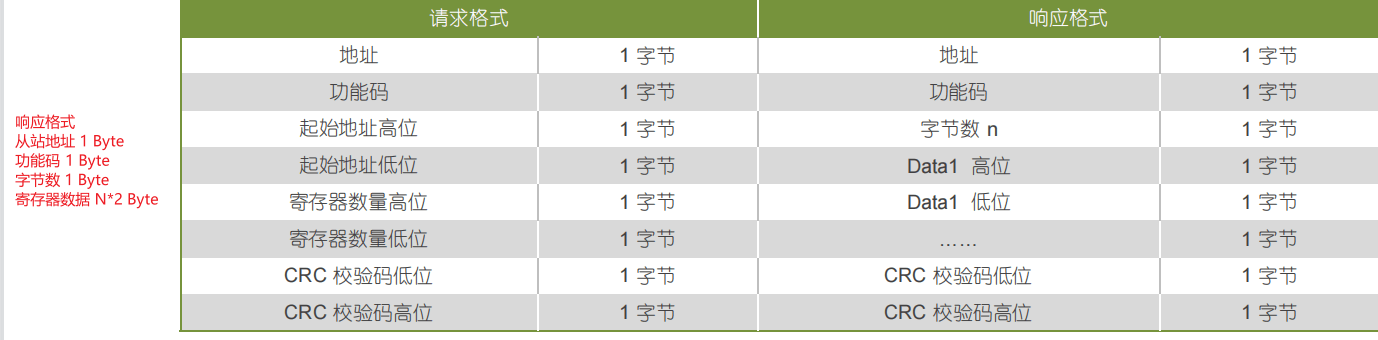 响应格式
从站地址 1 Byte
功能码 1 Byte
字节数 1 Byte
寄存器数据 N*2 Byte
请求格式 响应格式
地址 1 字节 地址 1 字节
功能码 1 字节 功能码 1 字节
起始地址高位 1 字节 字节数 n 1 字节
起始地址低位 1 字节 Data1 高位 1 字节
寄存器数量高位 1 字节 Data1 低位 1 字节
寄存器数量低位 1 字节 …… 1 字节
CRC 校验码低位 1 字节 CRC 校验码低位 1 字节
CRC 校验码高位 1 字节 CRC 校验码高位 1 字节